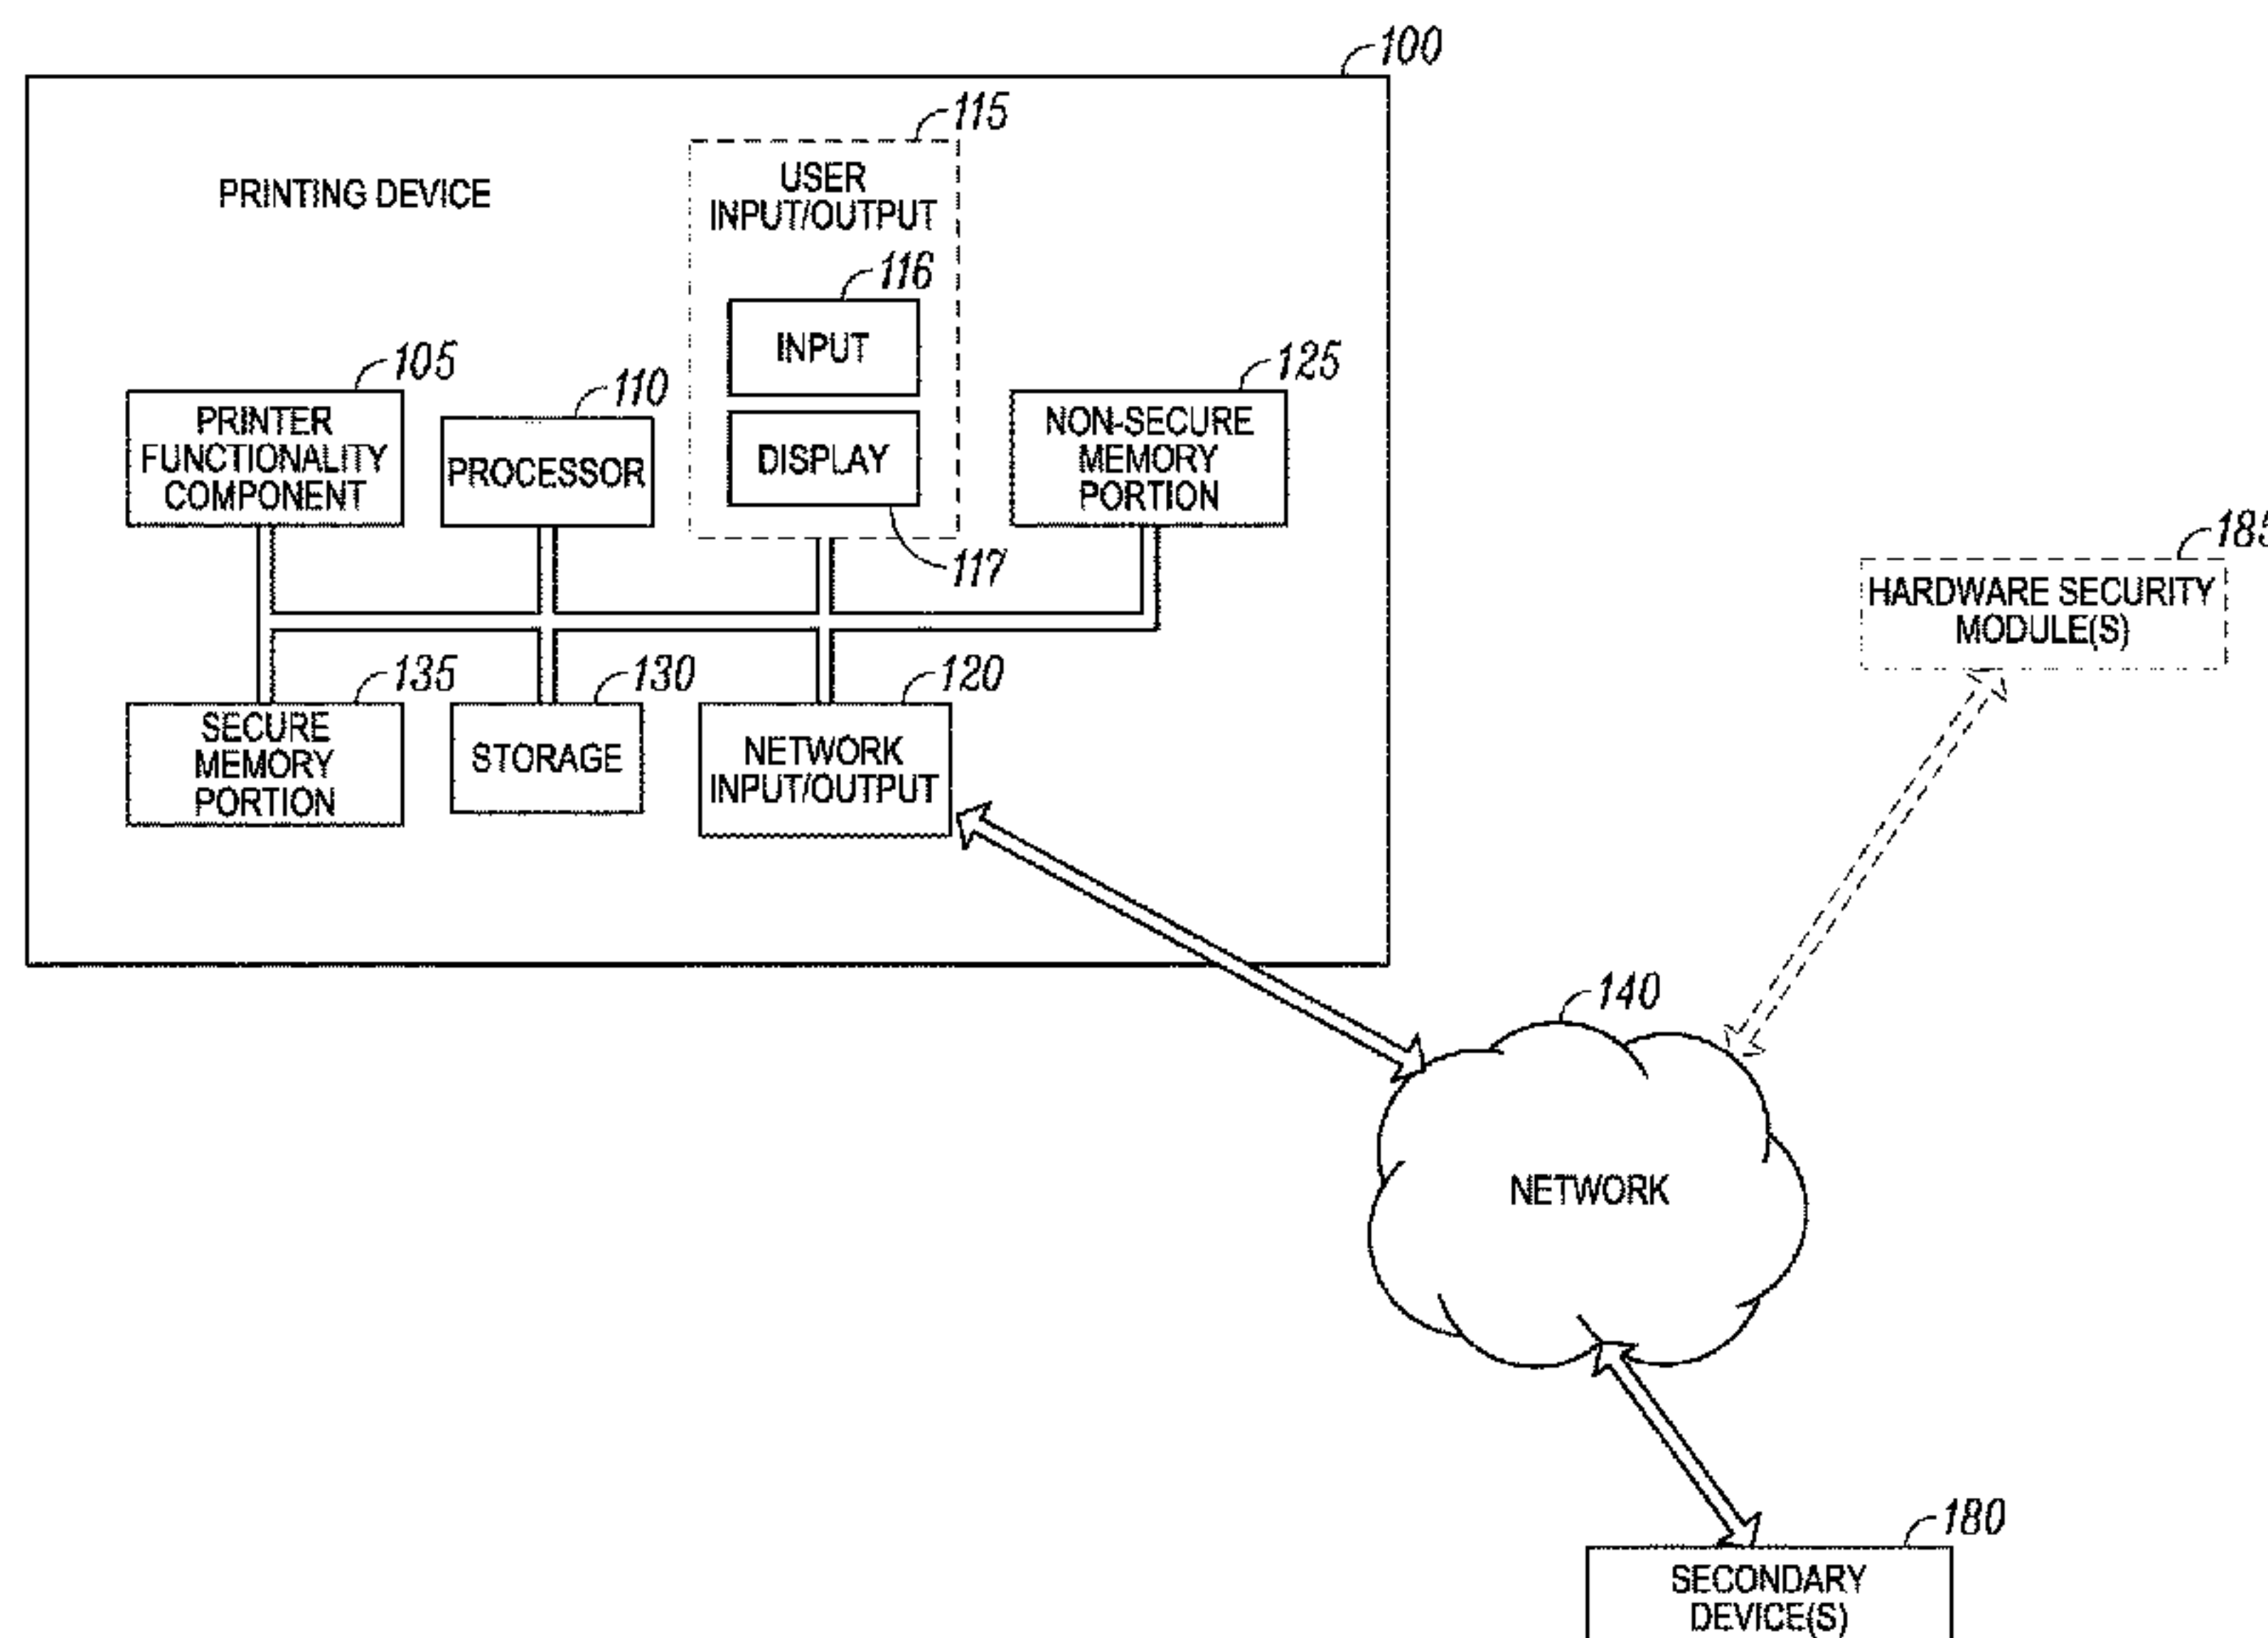 100
115
PRINTING DEVICE
USER
INPUT/OUTPUT
116
INPUT
105
110
125
PRINTER
FUNCTIONALITY
COMPONENT
PROCESSOR
DISPLAY
NON-SECURE
MEMORY
PORTION
117
185
HARDWARE SECURITY
MODULE(S)
135
130
120
SECURE
MEMORY
PORTION
STORAGE
NETWORK
INPUT/OUTPUT
140
NETWORK
180
SECONDARY
DEVICE(S)